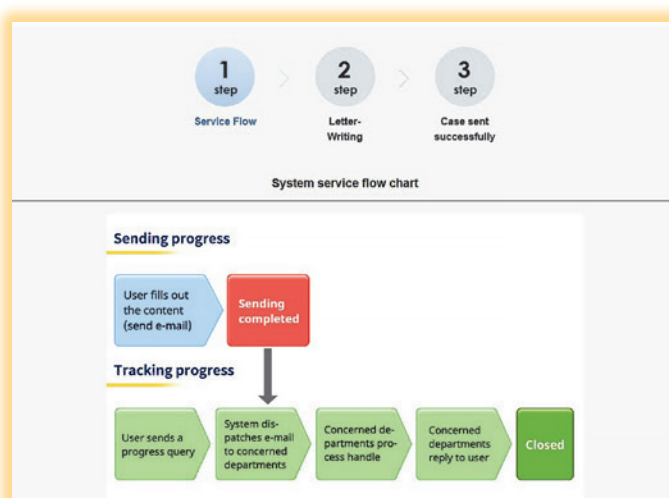 1
step
Service Flow
2
step
Letter-
Writing
3
step
Case sent
successfully
System service flow chart
Sending progress
User fills out
the content
(send e-mail)
Sending
completed
Tracking progress
User sends a
progress query
System dis-
patches e-mail
to concerned
departments
Concerned de-
partments pro-
cess handle
Concerned
departments
reply to user
Closed